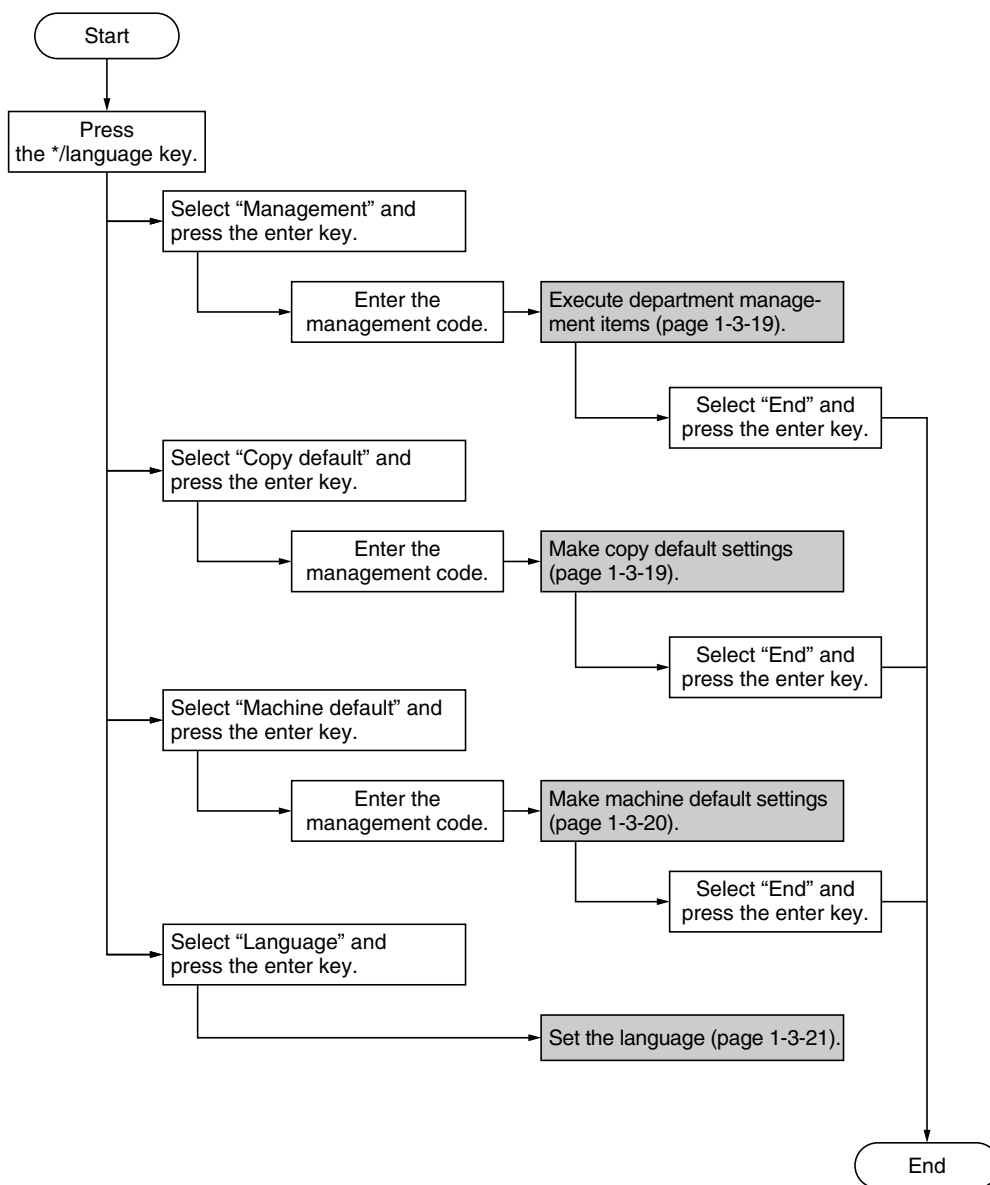 Start
Press
the */language key.
Select “Management” and
press the enter key.
Enter the
management code.
Execute department manage-
ment items (page 1-3-19).
Select “End” and
press the enter key.
Select “Copy default” and
press the enter key.
Enter the
management code.
Make copy default settings
(page 1-3-19).
Select “End” and
press the enter key.
Select “Machine default” and
press the enter key.
Enter the
management code.
Make machine default settings
(page 1-3-20).
Select “End” and
press the enter key.
Select “Language” and
press the enter key.
Set the language (page 1-3-21).
End